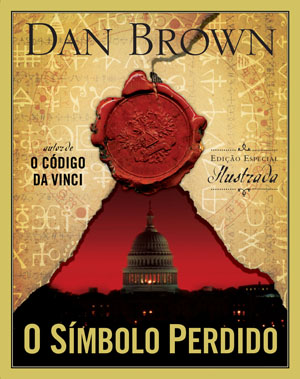 DAN BROWN
autor de
O CÓDIGO
DA VINCI
EDIÇÃO ESPECIAL
Ilustrada
O SÍMBOLO PERDIDO